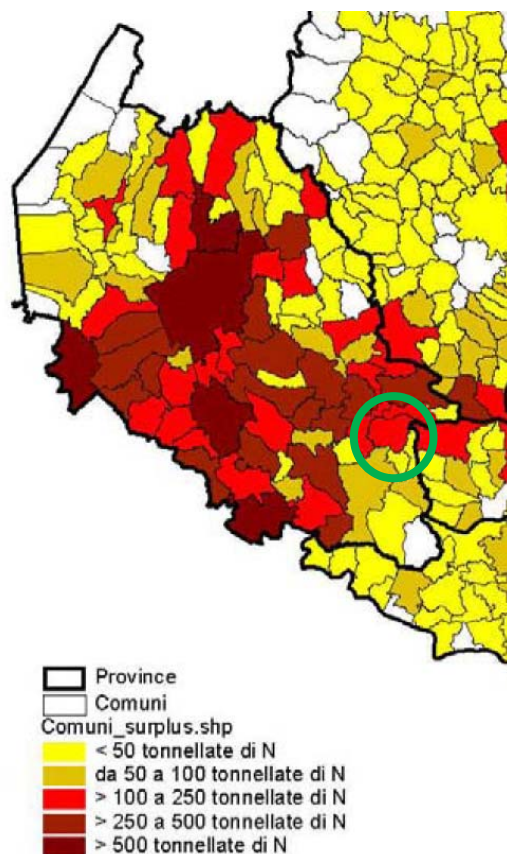 Province
Comuni
Comuni_surplus.shp
< 50 tonnellate di N
da 50 a 100 tonnellate di N
> 100 a 250 tonnellate di N
> 250 a 500 tonnellate di N
> 500 tonnellate di N